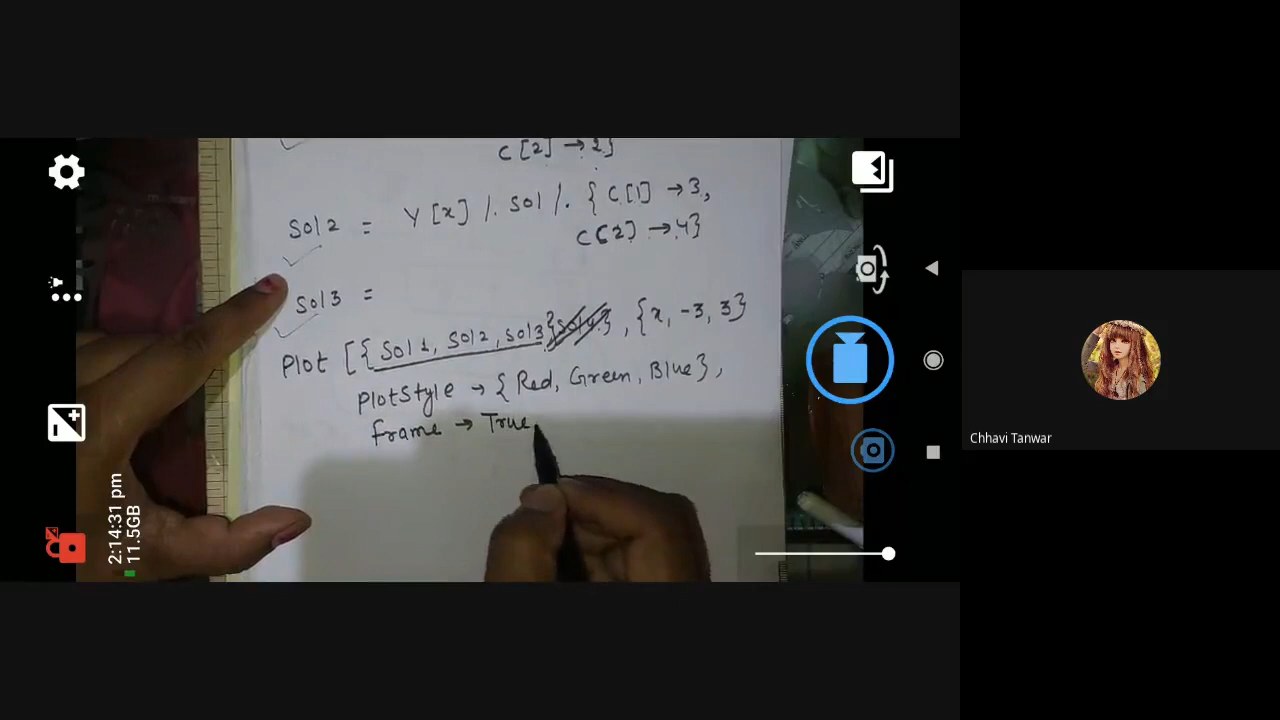 C[2] → 2}
Sol2 = Y[x] /. Sol /. { C[1] → 3,
C[2] → 4}
Sol3 =
Plot [{Sol1, Sol2, Sol3} , {x, -3, 3}
PlotStyle → {Red, Green, Blue},
frame → True
2:14:31 pm
11.5GB
Chhavi Tanwar